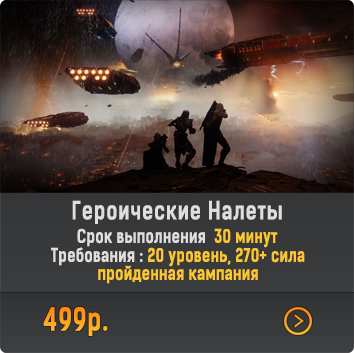 Героические Налеты
Срок выполнения 30 минут
Требования : 20 уровень, 270+ сила
пройденная кампания
499р.